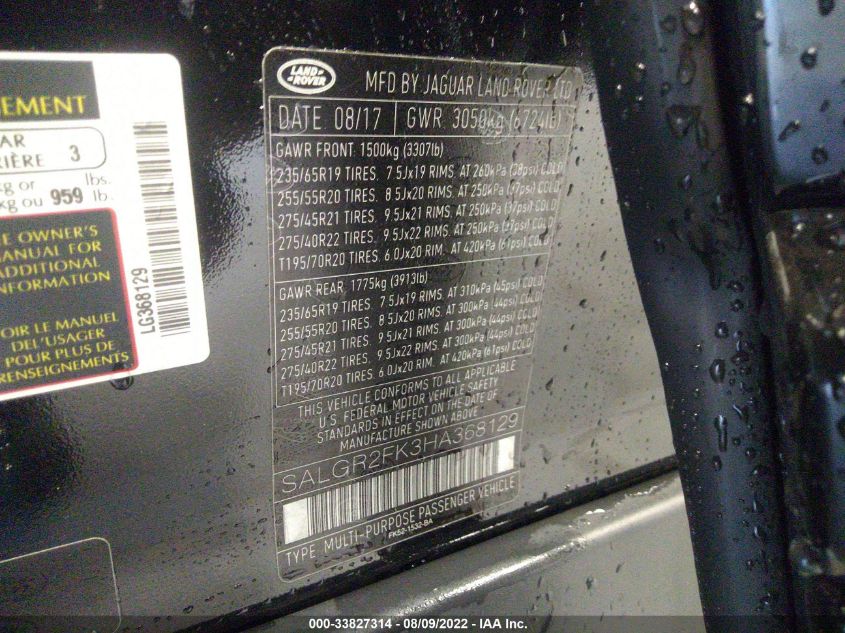 EMENT
AR
RIÈRE 3
kg or lbs.
kg ou 959 lb.
E OWNER'S
MANUAL FOR
ADDITIONAL
INFORMATION
OIR LE MANUEL
DE L'USAGER
POUR PLUS DE
RENSEIGNEMENTS
LG368129
LAND
ROVER
MFD BY JAGUAR LAND ROVER LTD
DATE 08/17 GWR 3050kg (6724lb)
GAWR FRONT. 1500kg (3307lb)
235/65R19 TIRES. 7.5Jx19 RIMS. AT 260kPa (38psi) COLD
255/55R20 TIRES. 8.5Jx20 RIMS. AT 250kPa (37psi) COLD
275/45R21 TIRES. 9.5Jx21 RIMS. AT 250kPa (37psi) COLD
275/40R22 TIRES. 9.5Jx22 RIMS. AT 250kPa (37psi) COLD
T195/70R20 TIRES. 6.0Jx20 RIM. AT 420kPa (61psi) COLD
GAWR REAR. 1775kg (3913lb)
235/65R19 TIRES. 7.5Jx19 RIMS. AT 310kPa (45psi) COLD
255/55R20 TIRES. 8.5Jx20 RIMS. AT 300kPa (44psi) COLD
275/45R21 TIRES. 9.5Jx21 RIMS. AT 300kPa (44psi) COLD
275/40R22 TIRES. 9.5Jx22 RIMS. AT 300kPa (44psi) COLD
T195/70R20 TIRES. 6.0Jx20 RIM. AT 420kPa (61psi) COLD
THIS VEHICLE CONFORMS TO ALL APPLICABLE
U.S. FEDERAL MOTOR VEHICLE SAFETY
STANDARDS IN EFFECT ON THE DATE OF
MANUFACTURE SHOWN ABOVE
SALGR2FK3HA368129
TYPE: MULTI-PURPOSE PASSENGER VEHICLE
FK52-1532-BA
000-33827314 - 08/09/2022 - IAA Inc.